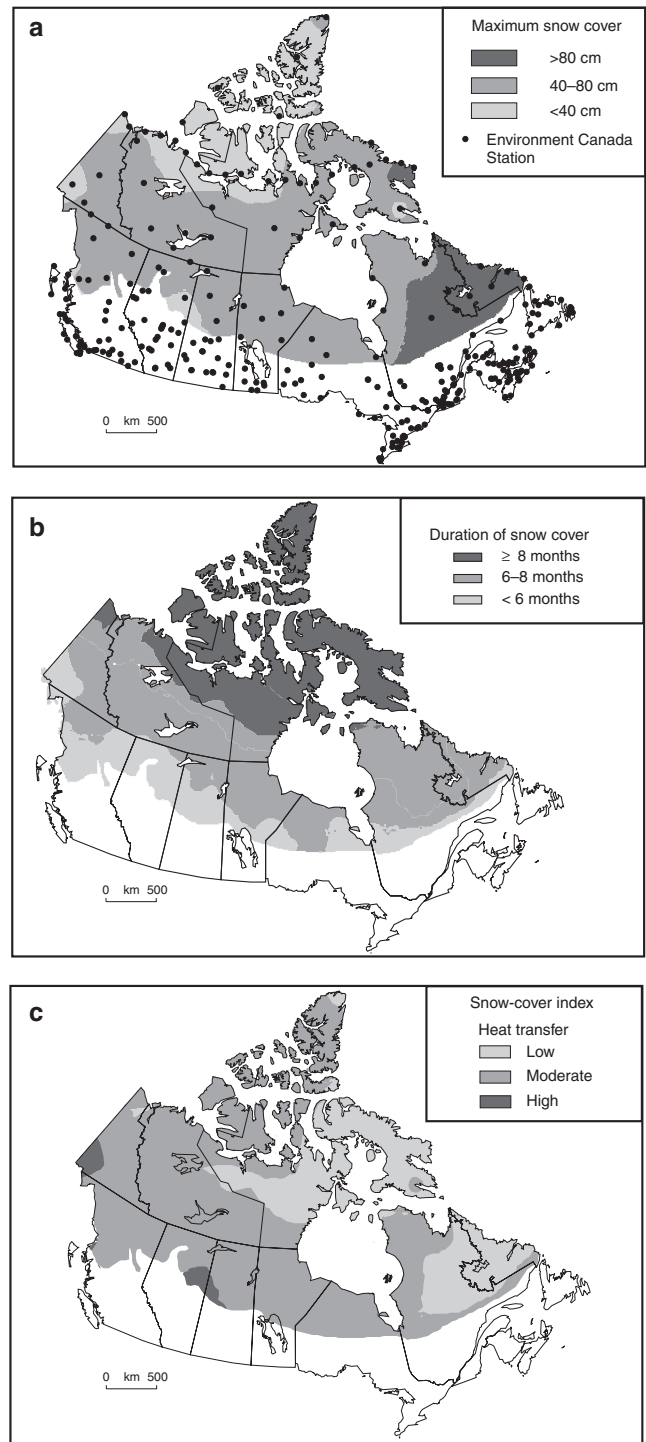 a
Maximum snow cover
>80 cm
40–80 cm
<40 cm
Environment Canada
Station
0 km 500
b
Duration of snow cover
≥ 8 months
6–8 months
< 6 months
0 km 500
c
Snow-cover index
Heat transfer
Low
Moderate
High
0 km 500